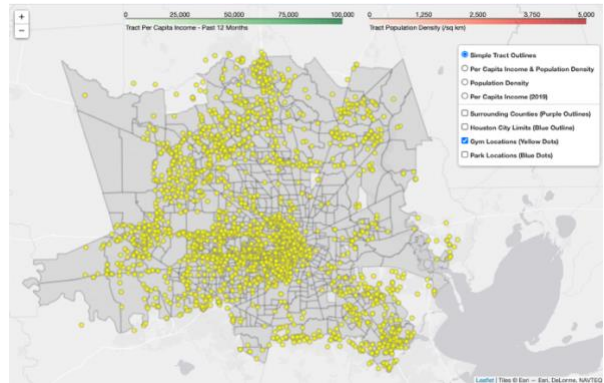 +
−
0 25,000 50,000 75,000 100,000
Tract Per Capita Income - Past 12 Months
0 1,250 2,500 3,750 5,000
Tract Population Density (/sq km)
Simple Tract Outlines
Per Capita Income & Population Density
Population Density
Per Capita Income (2019)
Surrounding Counties (Purple Outlines)
Houston City Limits (Blue Outline)
Gym Locations (Yellow Dots)
Park Locations (Blue Dots)
Leaflet | Tiles © Esri — Esri, DeLorme, NAVTEQ